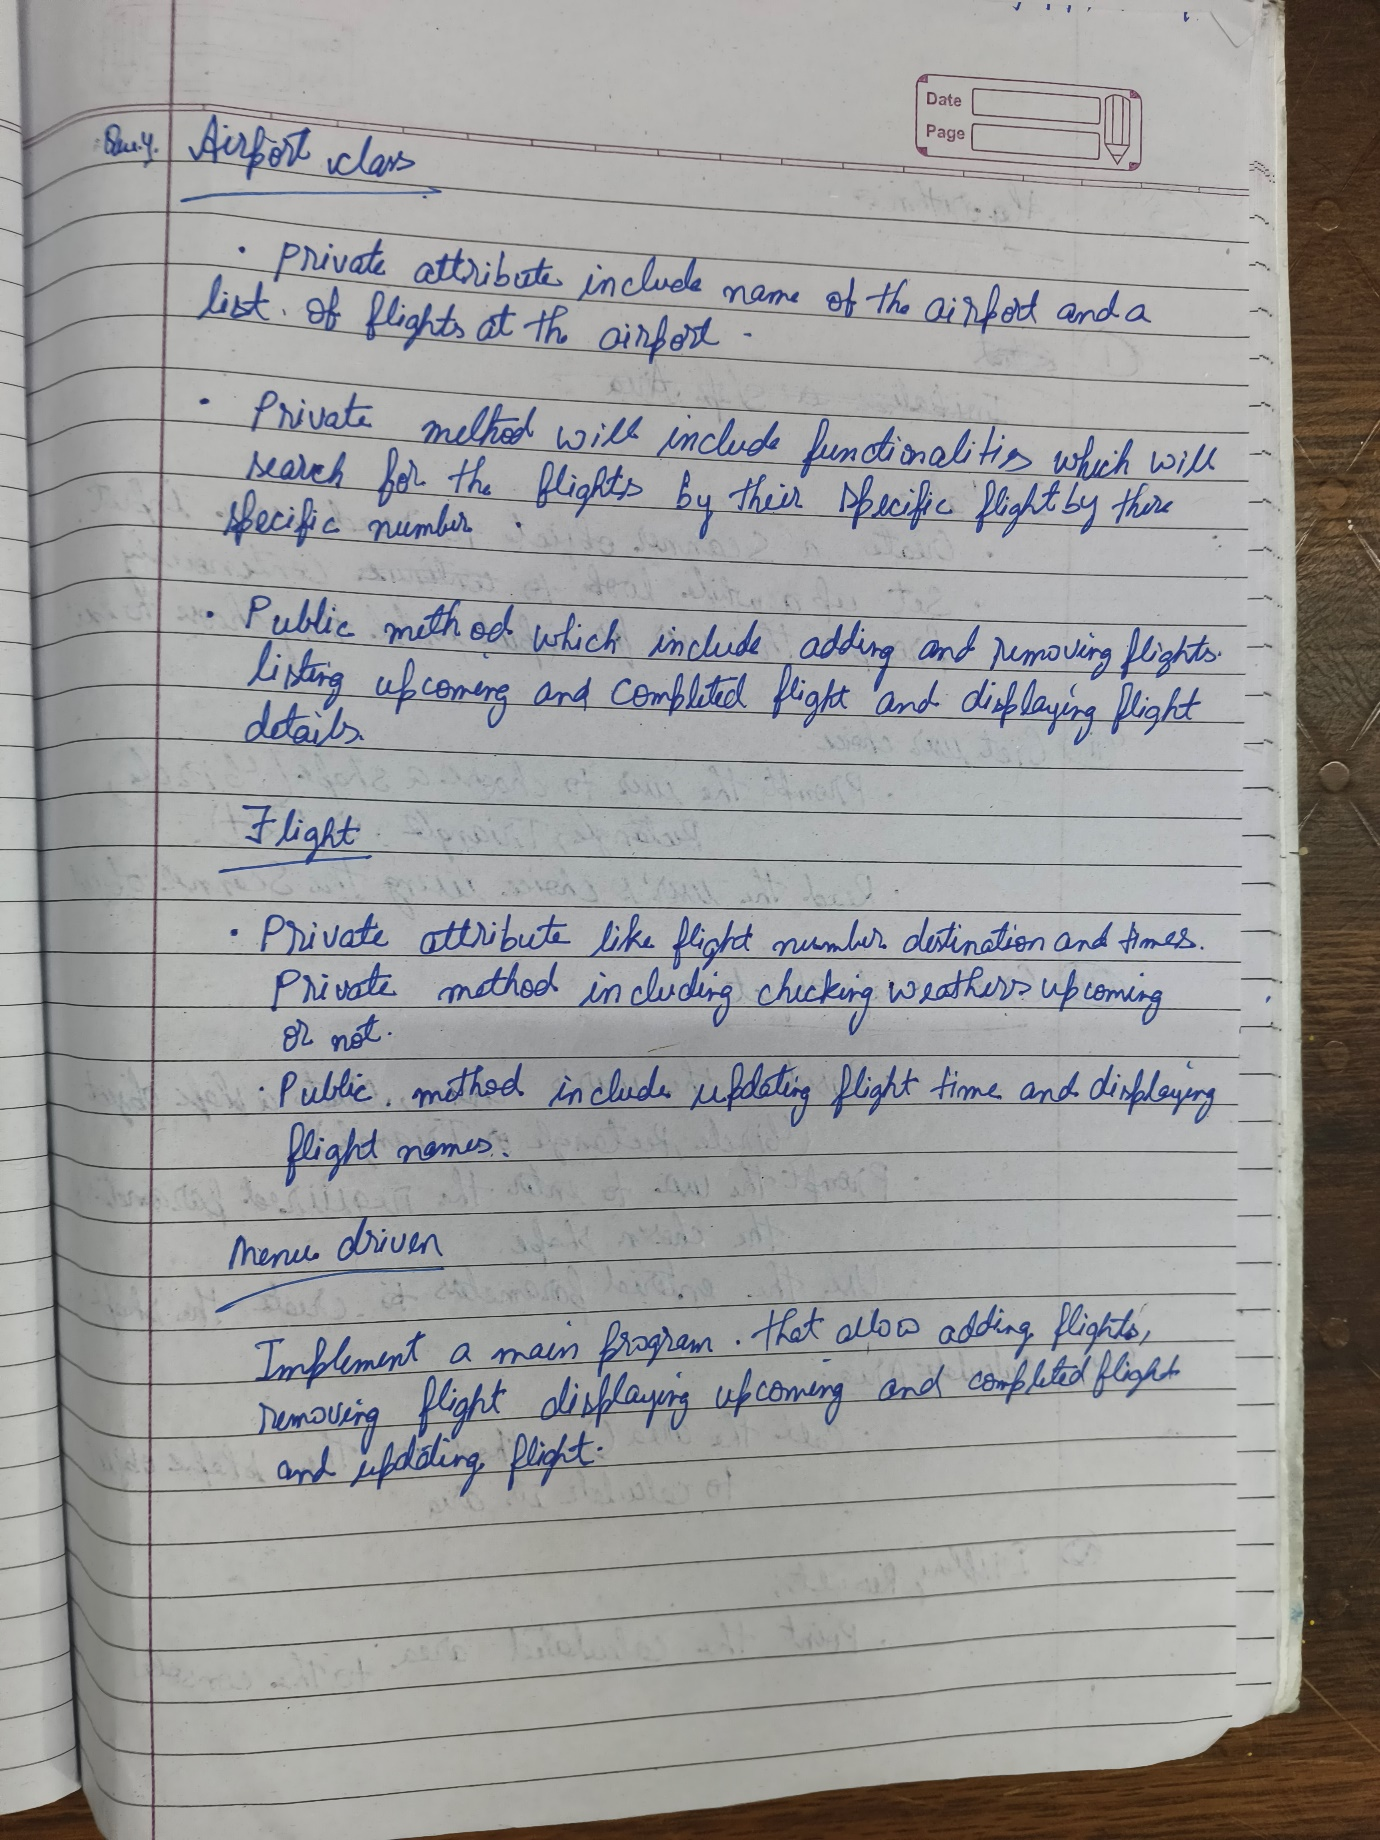 Date
Page
Que.4. Airport class
• Private attribute include name of the airport and a
list. of flights at the airport.
• Private method will include functionalities which will
search for the flights by their specific flight by there
specific number.
• Public method which include adding and removing flights.
listing upcoming and completed flight and displaying flight
details.
Flight
• Private attribute like flight number destination and times.
Private method including checking weathers upcoming
or not.
• Public. method include updating flight time and displaying
flight names.
Menu driven
Implement a main program. that allow adding flights,
removing flight displaying upcoming and completed flight
and updating flight.